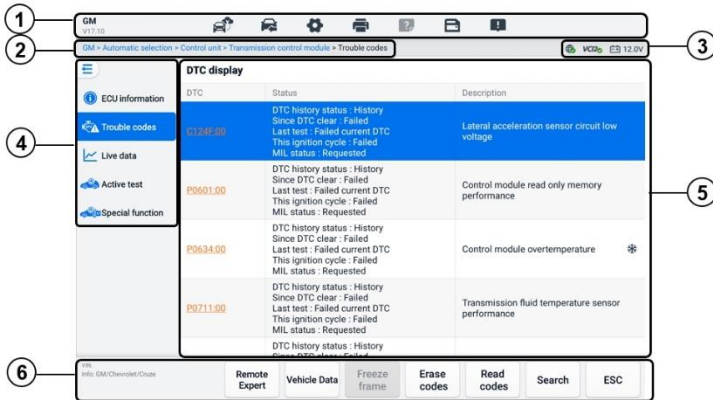 GM
V17.10
1
GM > Automatic selection > Control unit > Transmission control module > Trouble codes
2
VCI
12.0V
3
4
ECU information
Trouble codes
Live data
Active test
Special function
DTC display
DTC Status Description
C124F:00
DTC history status : History
Since DTC clear : Failed
Last test : Failed current DTC
This ignition cycle : Failed
MIL status : Requested
Lateral acceleration sensor circuit low
voltage
P0601:00
DTC history status : History
Since DTC clear : Failed
Last test : Failed current DTC
This ignition cycle : Failed
MIL status : Requested
Control module read only memory
performance
5
P0634:00
DTC history status : History
Since DTC clear : Failed
Last test : Failed current DTC
This ignition cycle : Failed
MIL status : Requested
Control module overtemperature
P0711:00
DTC history status : History
Since DTC clear : Failed
Last test : Failed current DTC
This ignition cycle : Failed
MIL status : Requested
Transmission fluid temperature sensor
performance
DTC history status : History
Since DTC clear : Failed
6
VIN
Info: GM/Chevrolet/Cruze
Remote
Expert
Vehicle Data
Freeze
frame
Erase
codes
Read
codes
Search
ESC